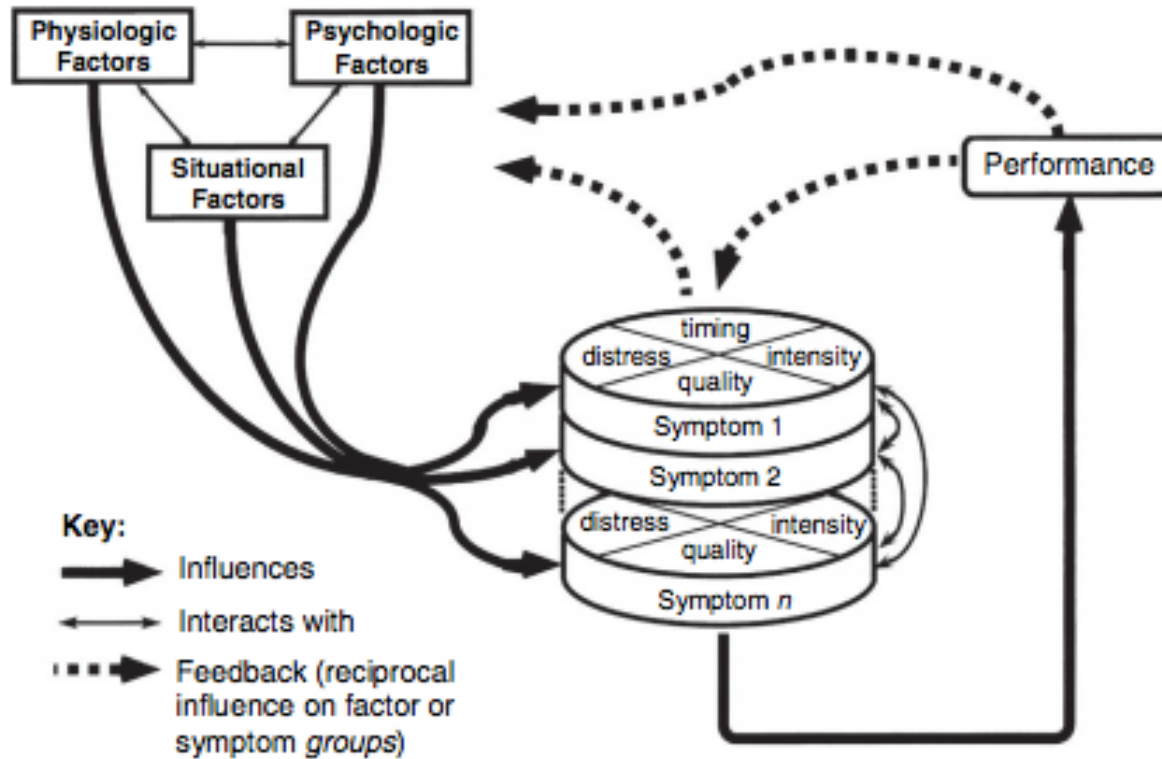 Physiologic
Factors
Psychologic
Factors
Situational
Factors
Performance
timing
distress
intensity
quality
Symptom 1
Symptom 2
distress
intensity
quality
Symptom n
Key:
Influences
Interacts with
Feedback (reciprocal
influence on factor or
symptom groups)